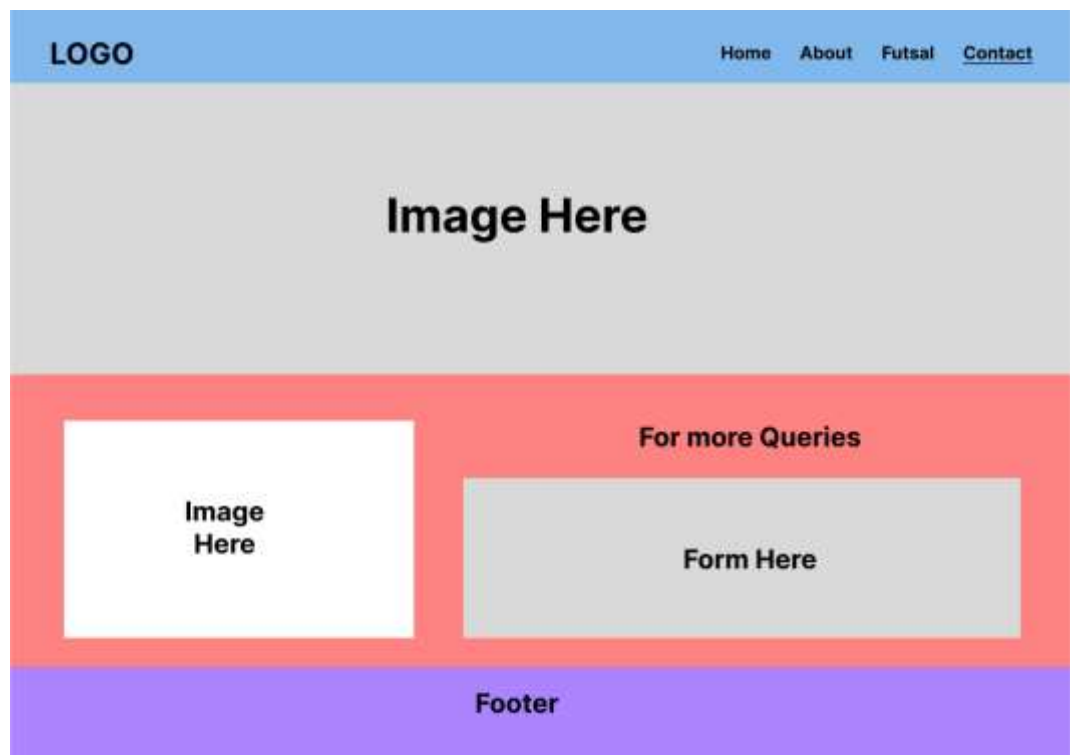 LOGO
Home About Futsal Contact
Image Here
For more Queries
Image
Here
Form Here
Footer